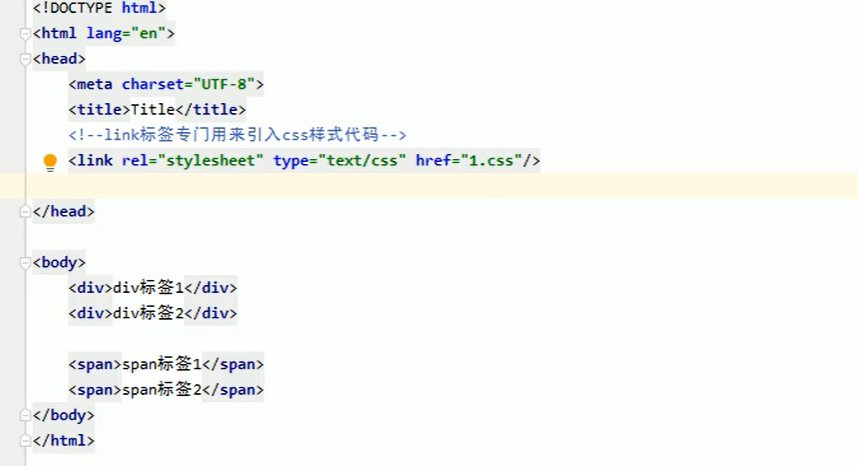 <!DOCTYPE html>
<html lang="en">
<head>
<meta charset="UTF-8">
<title>Title</title>
<!--link标签专门用来引入css样式代码-->
<link rel="stylesheet" type="text/css" href="1.css"/>
</head>
<body>
<div>div标签1</div>
<div>div标签2</div>
<span>span标签1</span>
<span>span标签2</span>
</body>
</html>